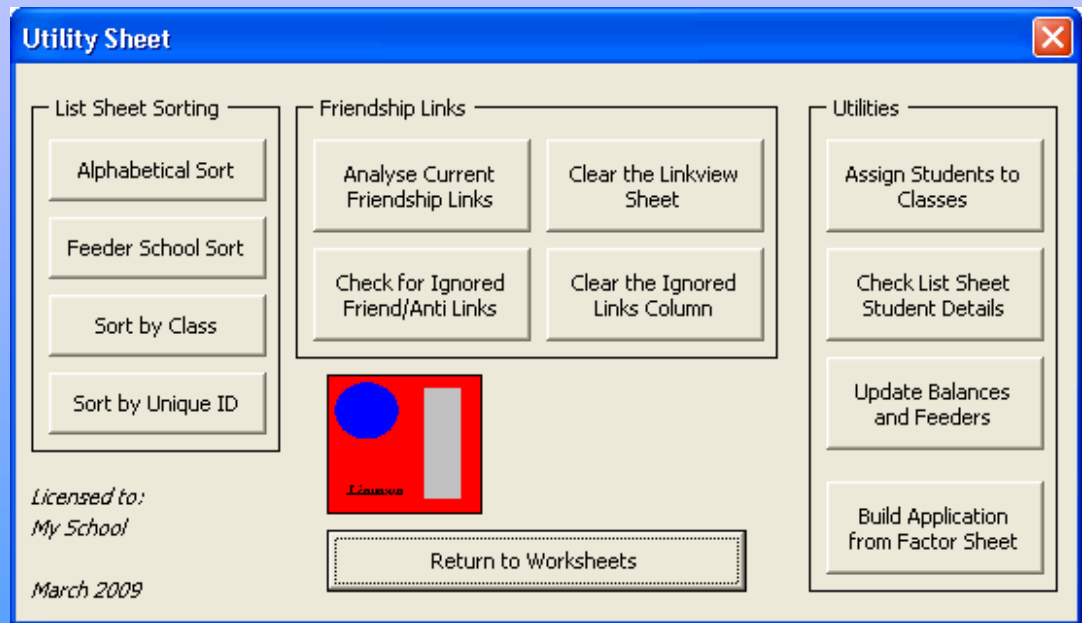 Utility Sheet
List Sheet Sorting
Alphabetical Sort
Feeder School Sort
Sort by Class
Sort by Unique ID
Friendship Links
Analyse Current
Friendship Links
Clear the Linkview
Sheet
Check for Ignored
Friend/Anti Links
Clear the Ignored
Links Column
Utilities
Assign Students to
Classes
Check List Sheet
Student Details
Update Balances
and Feeders
Build Application
from Factor Sheet
Return to Worksheets
Licensed to:
My School
March 2009